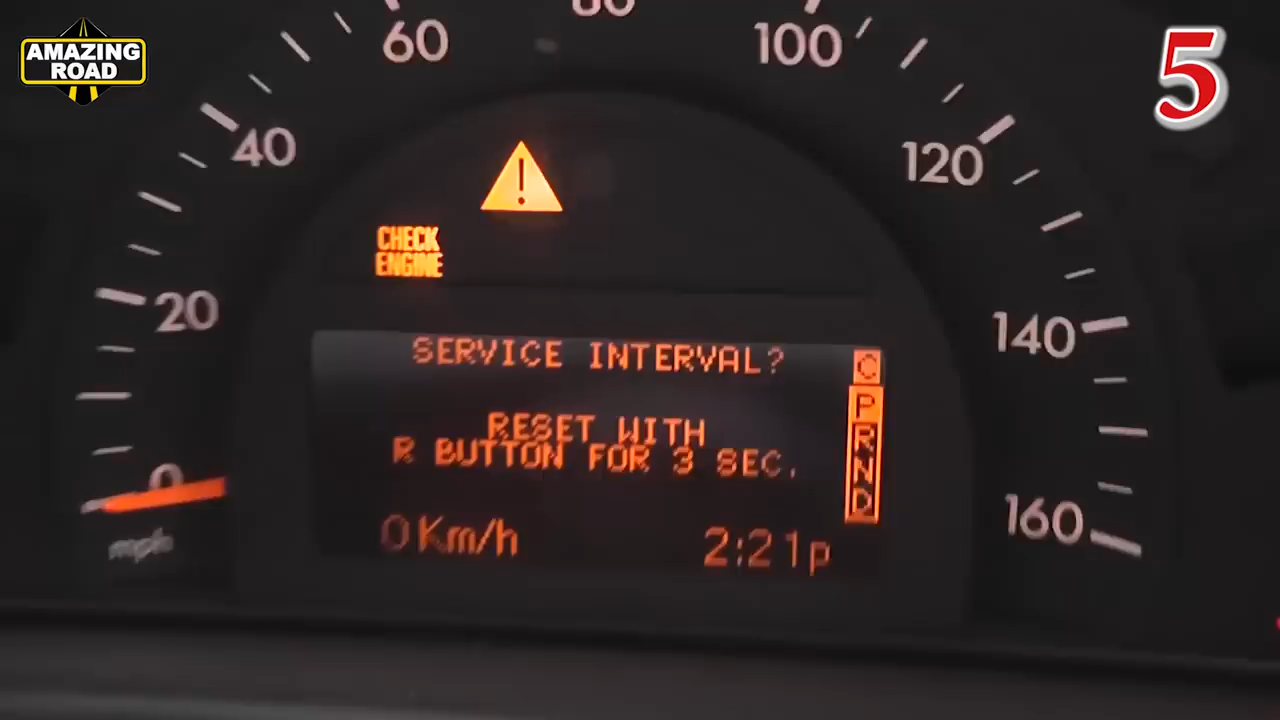 AMAZING
ROAD
5
60
80
100
40
120
20
140
0
160
mph
!
CHECK
ENGINE
SERVICE INTERVAL?
C
RESET WITH
P
R BUTTON FOR 3 SEC.
R
N
D
0Km/h
2:21p